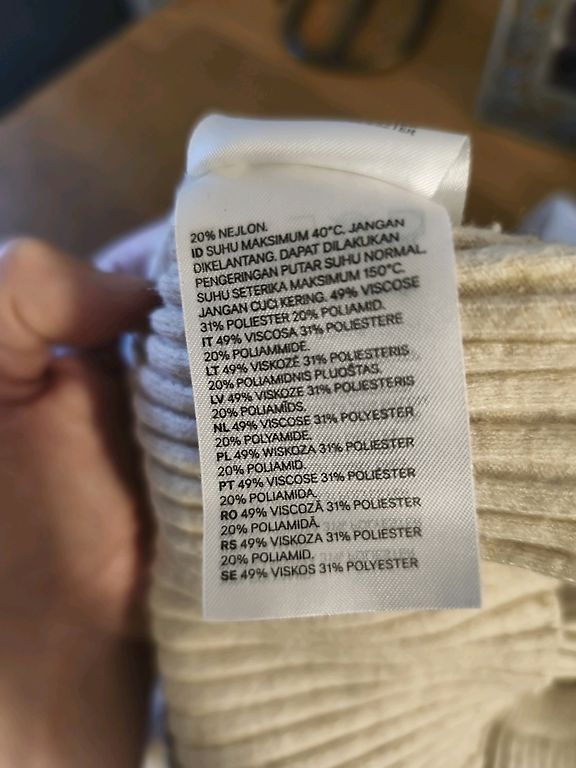 20% NEJLON.
ID SUHU MAKSIMUM 40°C. JANGAN
DIKELANTANG. DAPAT DILAKUKAN
PENGERINGAN PUTAR SUHU NORMAL.
SUHU SETERIKA MAKSIMUM 150°C.
JANGAN CUCI KERING. 49% VISCOSE
31% POLIESTER 20% POLIAMID.
IT 49% VISCOSA 31% POLIESTERE
20% POLIAMMIDE.
LT 49% VISKOZĖ 31% POLIESTERIS
20% POLIAMIDNIS PLUOŠTAS.
LV 49% VISKOZE 31% POLIESTERIS
20% POLIAMĪDS.
NL 49% VISCOSE 31% POLYESTER
20% POLYAMIDE.
PL 49% WISKOZA 31% POLIESTER
20% POLIAMID.
PT 49% VISCOSE 31% POLIÉSTER
20% POLIAMIDA.
RO 49% VISCOZĂ 31% POLIESTER
20% POLIAMIDĂ.
RS 49% VISKOZA 31% POLIESTER
20% POLIAMID.
SE 49% VISKOS 31% POLYESTER